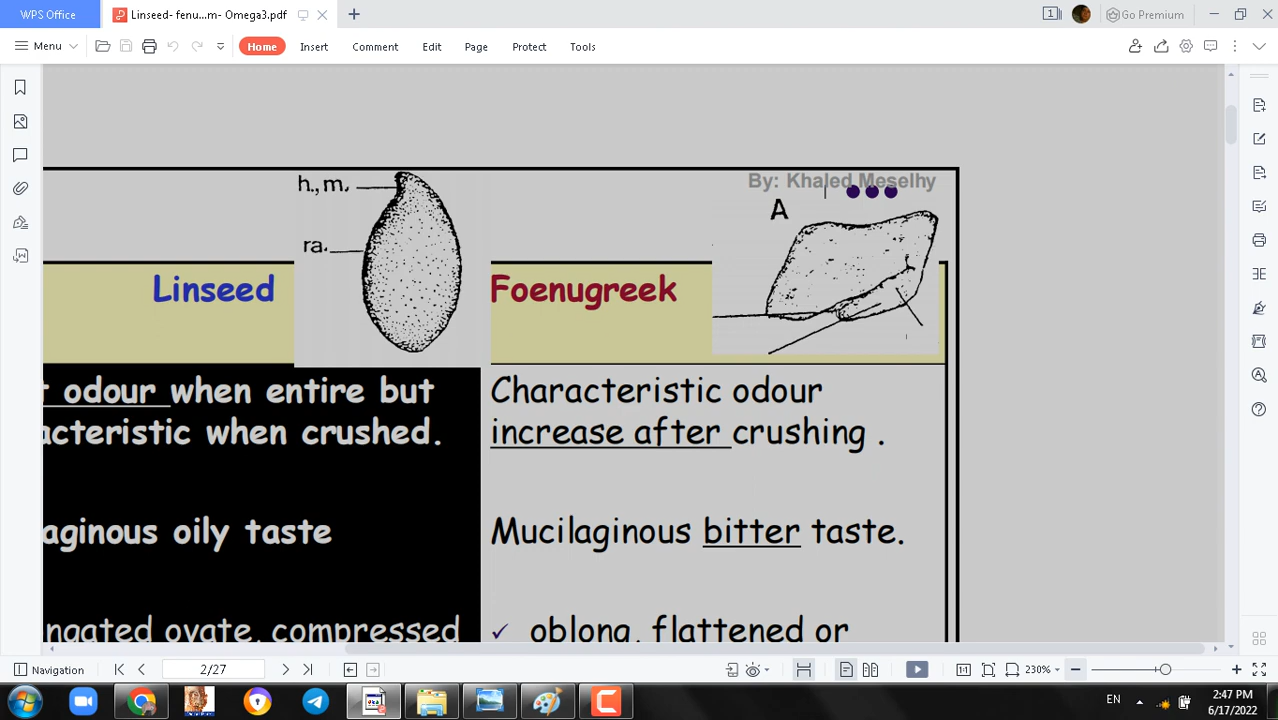 WPS Office
Linseed- fenu...m- Omega3.pdf
1
Go Premium
Menu
Home
Insert
Comment
Edit
Page
Protect
Tools
By: Khaled Meselhy
h., m.
A
ra.
Linseed
Foenugreek
odour when entire but
acteristic when crushed.
Characteristic odour
increase after crushing .
aginous oily taste
Mucilaginous bitter taste.
ngated ovate, compressed
✓ oblong, flattened or
Navigation
2/27
1:1
230%
EN
2:47 PM
6/17/2022